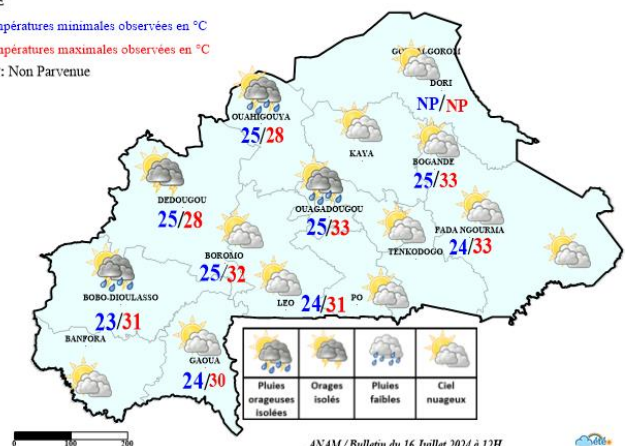 mpératures minimales observées en °C
mpératures maximales observées en °C
: Non Parvenue
DORI
NP/NP
OUAHIGOUYA
25/28
KAYA
BOGANDE
25/33
DEDOUGOU
25/28
OUAGADOUGOU
25/33
FADA NGOURMA
24/33
TENKODOGO
BOROMO
25/32
BOBO-DIOULASSO
23/31
LEO
24/31
PO
BANFORA
GAOUA
24/30
Pluies orageuses isolées
Orages isolés
Pluies faibles
Ciel nuageux
0 100 200
ANAM / Bulletin du 16 Juillet 2024 à 12H